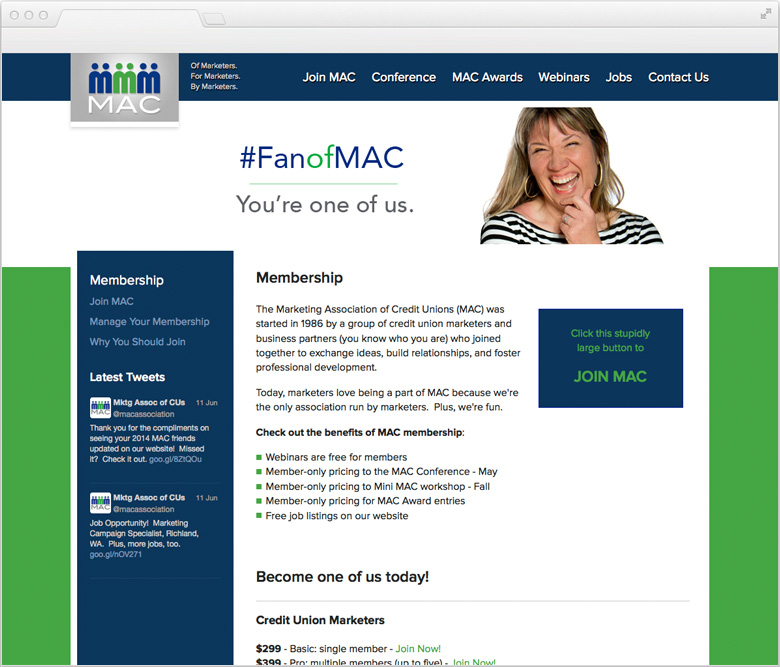 MAC
Of Marketers.
For Marketers.
By Marketers.
Join MAC Conference MAC Awards Webinars Jobs Contact Us
#FanofMAC
You're one of us.
Membership
Join MAC
Manage Your Membership
Why You Should Join
Latest Tweets
MAC
Mktg Assoc of CUs 11 Jun
@macassociation
Thank you for the compliments on
seeing your 2014 MAC friends
updated on our website! Missed
it? Check it out. goo.gl/5ZtQOu
MAC
Mktg Assoc of CUs 11 Jun
@macassociation
Job Opportunity! Marketing
Campaign Specialist, Richland,
WA. Plus, more jobs, too.
goo.gl/nOV271
Membership
The Marketing Association of Credit Unions (MAC) was
started in 1986 by a group of credit union marketers and
business partners (you know who you are) who joined
together to exchange ideas, build relationships, and foster
professional development.
Today, marketers love being a part of MAC because we're
the only association run by marketers. Plus, we're fun.
Check out the benefits of MAC membership:
Webinars are free for members
Member-only pricing to the MAC Conference - May
Member-only pricing to Mini MAC workshop - Fall
Member-only pricing for MAC Award entries
Free job listings on our website
Click this stupidly
large button to
JOIN MAC
Become one of us today!
Credit Union Marketers
$299 - Basic: single member - Join Now!
$399 - Pro: multiple members (up to five) - Join Now!